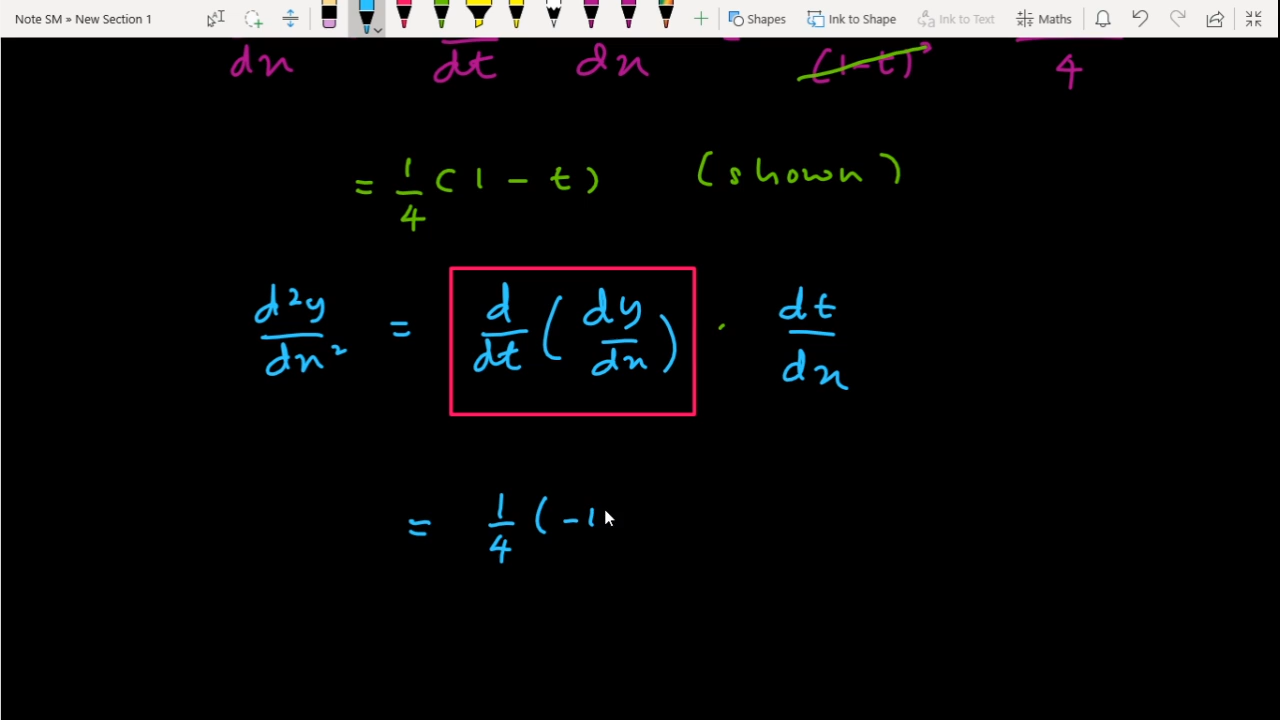 Note SM » New Section 1 Shapes Ink to Shape Ink to Text Maths
dx dt dx (1-t) 4
= 1/4 (1 - t) (shown)
d²y/dx² = d/dt (dy/dx) · dt/dx
= 1/4 (-1